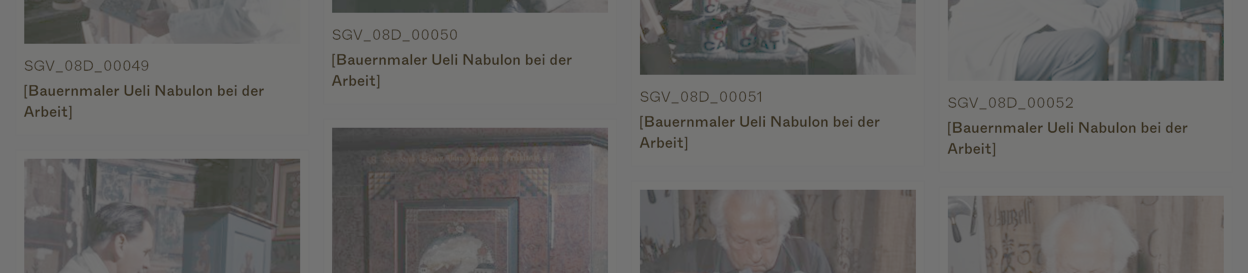 SGV_08D_00049
[Bauernmaler Ueli Nabulon bei der
Arbeit]
SGV_08D_00050
[Bauernmaler Ueli Nabulon bei der
Arbeit]
SGV_08D_00051
[Bauernmaler Ueli Nabulon bei der
Arbeit]
SGV_08D_00052
[Bauernmaler Ueli Nabulon bei der
Arbeit]